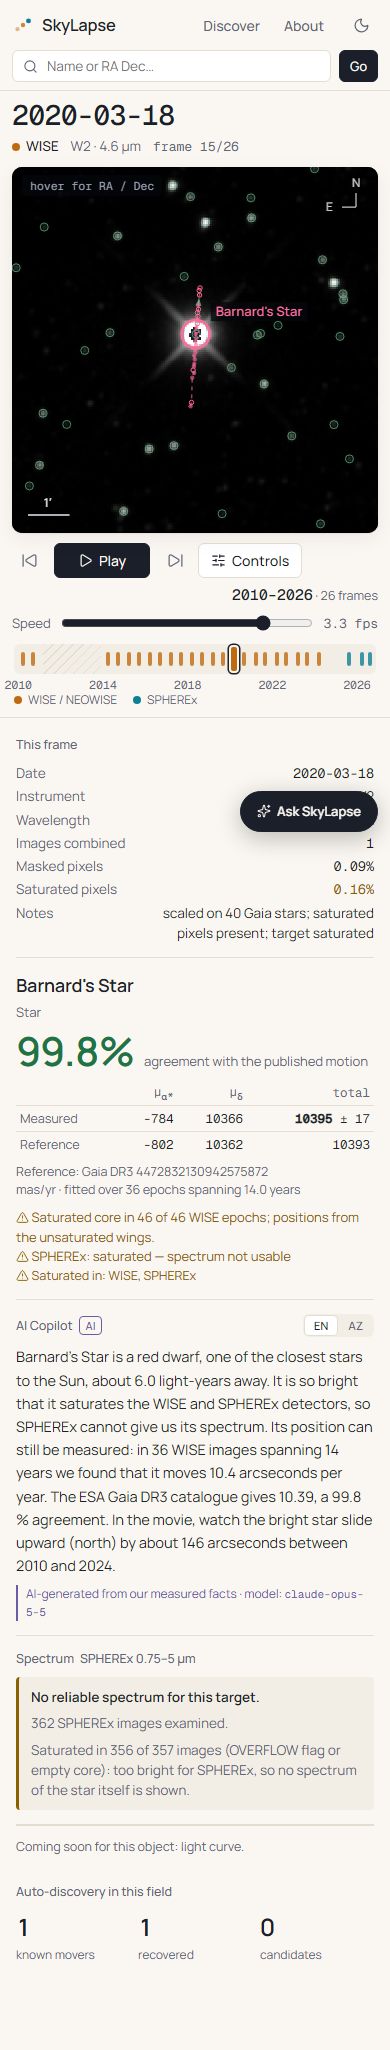 SkyLapse
Discover
About
Name or RA Dec...
Go
2020-03-18
WISE W2 · 4.6 µm frame 15/26
hover for RA / Dec
N
E
Barnard's Star
1′
Play
Controls
2010–2026 · 26 frames
Speed
3.3 fps
2010 2014 2018 2022 2026
WISE / NEOWISE SPHEREx
This frame
Date 2020-03-18
Instrument
Ask SkyLapse
Wavelength
Images combined 1
Masked pixels 0.09%
Saturated pixels 0.16%
Notes scaled on 40 Gaia stars; saturated
pixels present; target saturated
Barnard's Star
Star
99.8% agreement with the published motion
µα* µδ total
Measured -784 10366 10395 ± 17
Reference -802 10362 10393
Reference: Gaia DR3 4472832130942575872
mas/yr · fitted over 36 epochs spanning 14.0 years
Saturated core in 46 of 46 WISE epochs; positions from
the unsaturated wings.
SPHEREx: saturated — spectrum not usable
Saturated in: WISE, SPHEREx
AI Copilot AI
EN AZ
Barnard's Star is a red dwarf, one of the closest stars
to the Sun, about 6.0 light-years away. It is so bright
that it saturates the WISE and SPHEREx detectors, so
SPHEREx cannot give us its spectrum. Its position can
still be measured: in 36 WISE images spanning 14
years we found that it moves 10.4 arcseconds per
year. The ESA Gaia DR3 catalogue gives 10.39, a 99.8
% agreement. In the movie, watch the bright star slide
upward (north) by about 146 arcseconds between
2010 and 2024.
AI-generated from our measured facts · model: claude-opus-
5-5
Spectrum SPHEREx 0.75–5 µm
No reliable spectrum for this target.
362 SPHEREx images examined.
Saturated in 356 of 357 images (OVERFLOW flag or
empty core): too bright for SPHEREx, so no spectrum
of the star itself is shown.
Coming soon for this object: light curve.
Auto-discovery in this field
1 1 0
known movers recovered candidates